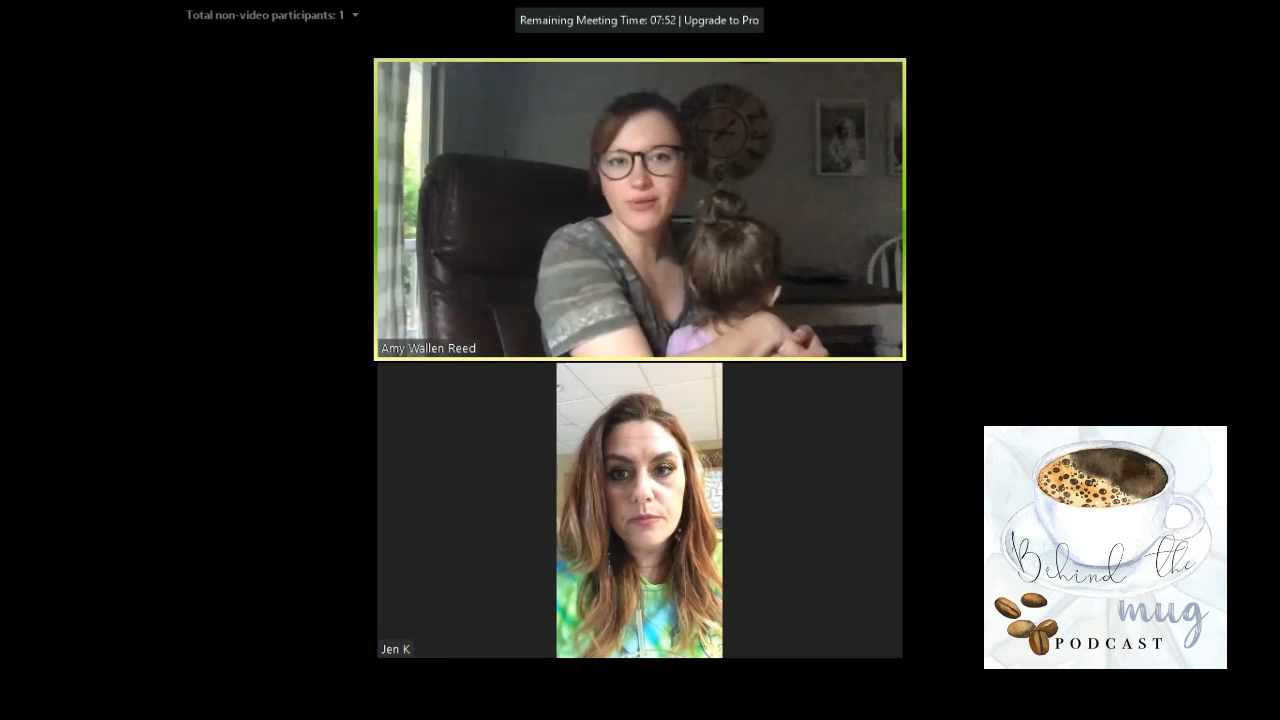 Total non-video participants: 1
Remaining Meeting Time: 07:52 | Upgrade to Pro
Amy Wallen Reed
Jen K
Behind the
mug
PODCAST